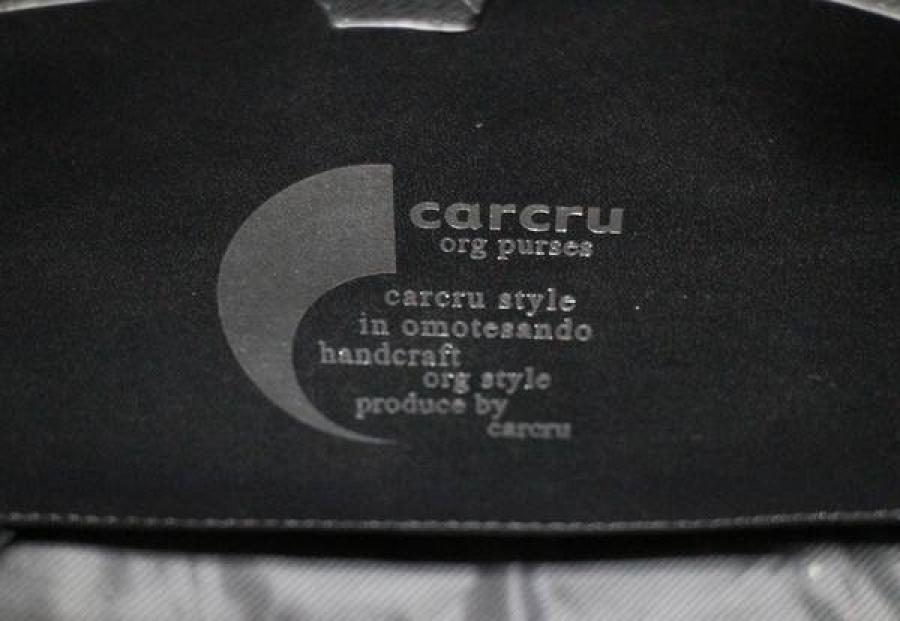 carcru
org purses
carcru style
in omotesando
handcraft
org style
produce by
carcru